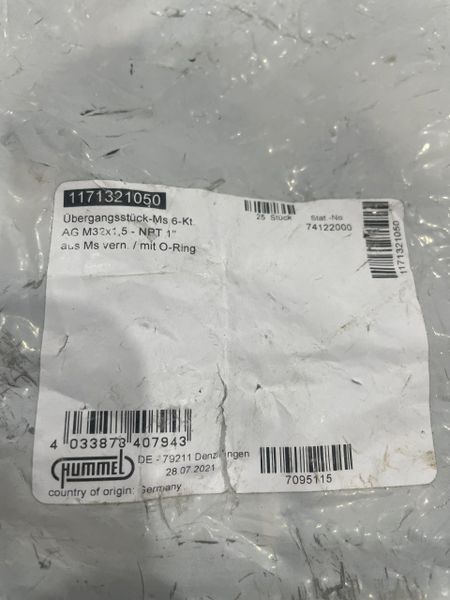 1171321050
Übergangsstück-Ms 6-Kt.
AG M32x1,5 - NPT 1"
aus Ms vern. / mit O-Ring
25 Stück
Stat.-No
74122000
1171321050
4 033878 407943
HUMMEL
DE - 79211 Denzlingen
28.07.2021
country of origin: Germany
7095115